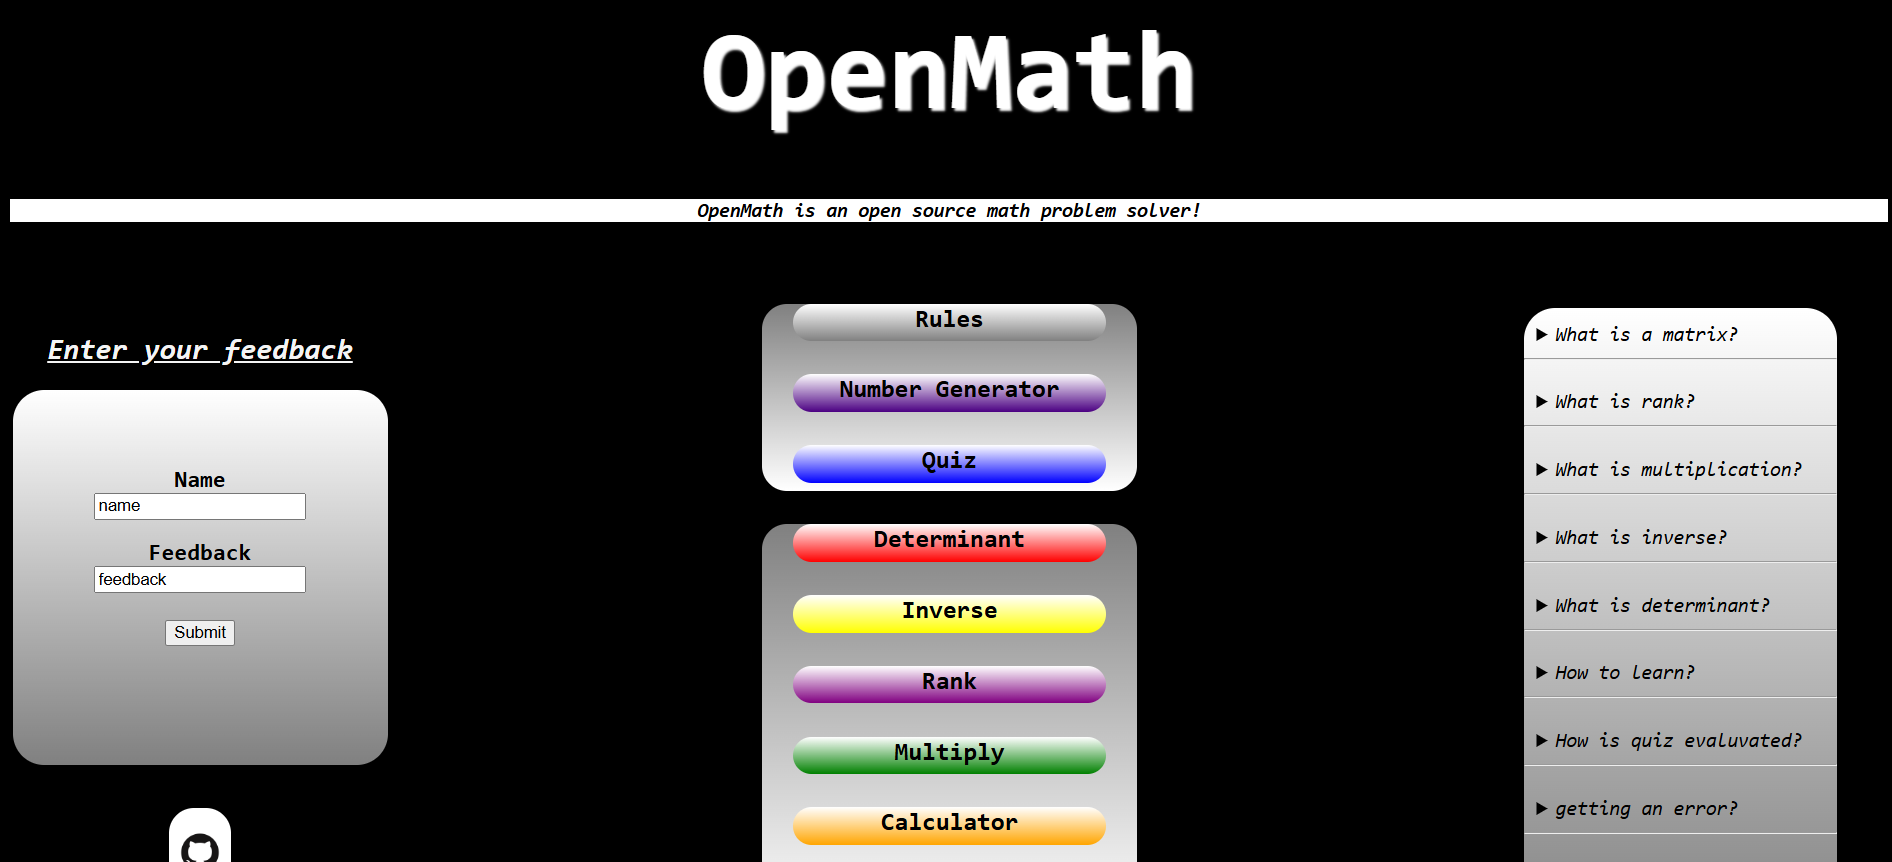 OpenMath
OpenMath is an open source math problem solver!
Enter your feedback
Name
name
Feedback
feedback
Submit
Rules
Number Generator
Quiz
Determinant
Inverse
Rank
Multiply
Calculator
What is a matrix?
What is rank?
What is multiplication?
What is inverse?
What is determinant?
How to learn?
How is quiz evaluvated?
getting an error?